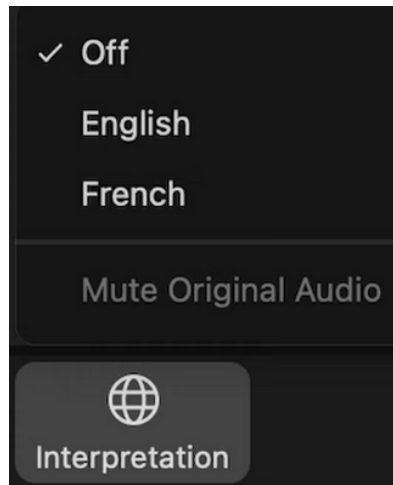 Off
English
French
Mute Original Audio
Interpretation